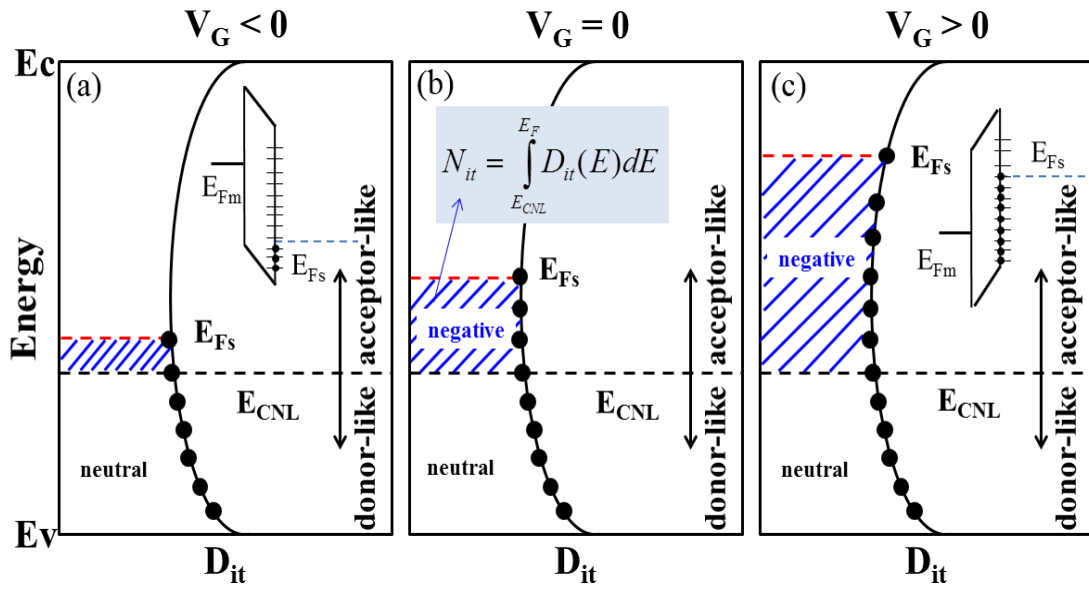 V_G < 0
V_G = 0
V_G > 0
Ec
Ev
Energy
(a)
E_Fm
E_Fs
E_Fs
E_CNL
neutral
acceptor-like
donor-like
(b)
N_it = ∫_{E_CNL}^{E_F} D_it(E)dE
E_Fs
negative
E_CNL
neutral
acceptor-like
donor-like
(c)
E_Fs
E_Fs
E_Fm
negative
E_CNL
neutral
acceptor-like
donor-like
D_it
D_it
D_it